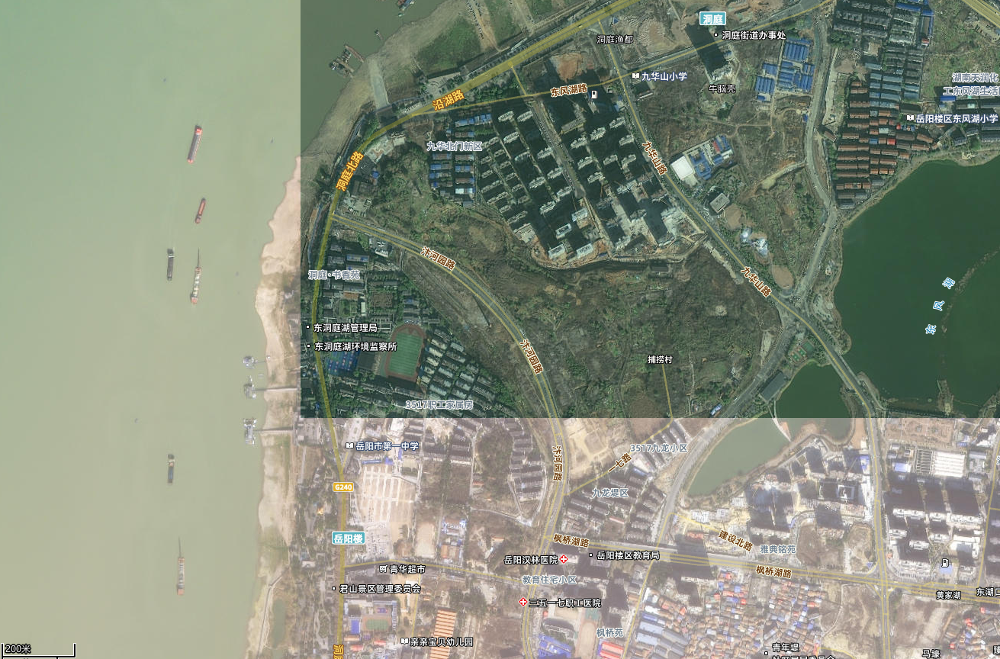 洞庭
洞庭街道办事处
洞庭渔都
九华山小学
湖南天润化
工东风湖生活
牛脑壳
东风湖路
沿湖路
岳阳楼区东风湖小学
九华北门新区
九华山路
洞庭北路
汴河园路
洞庭·书香苑
九华山路
东风湖
东洞庭湖管理局
东洞庭湖环境监察所
汴河园路
捕捞村
3517职工家属房
岳阳市第一中学
汴河园路
3517九龙小区
一七路
G240
九龙堤区
岳阳楼
枫桥湖路
建设北路
雅典铭苑
岳阳汉林医院
岳阳楼区教育局
枫桥湖路
青华超市
教育住宅小区
君山景区管理委员会
黄家湖
东湖口
三五一七职工医院
枫桥苑
亲亲宝贝幼儿园
青年堤
马壕
200米